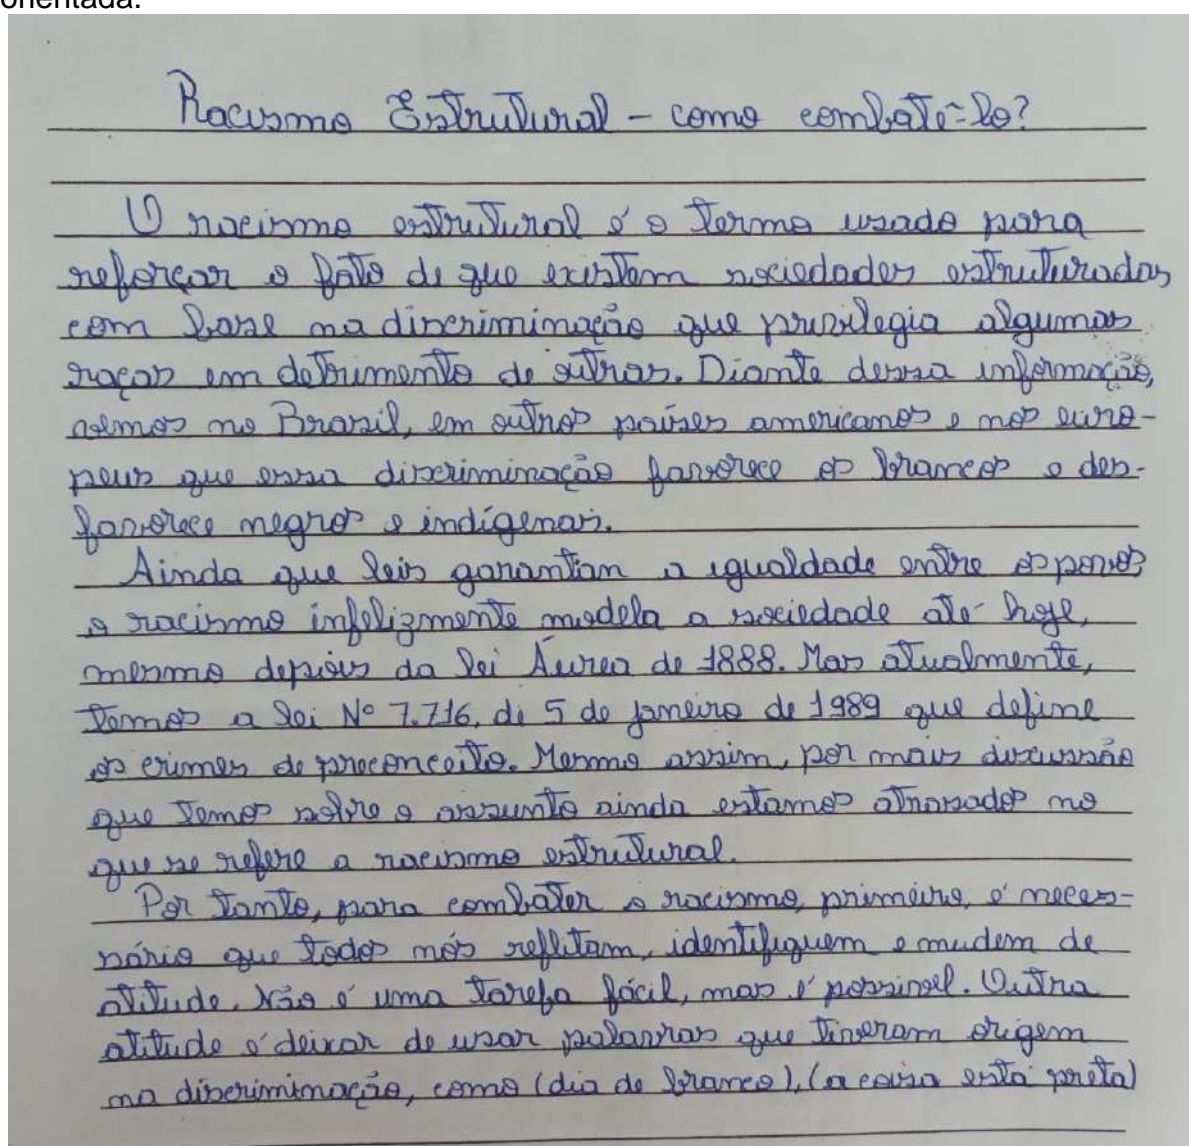 orientada.
Racismo Estrutural - como combatê-lo?
O racismo estrutural é o termo usado para
reforçar o fato de que existem sociedades estruturadas
com base na discriminação que privilegia algumas
raças em detrimento de outras. Diante dessa informação,
vemos no Brasil, em outros países americanos e nos euro-
peus que essa discriminação favorece os brancos e des-
favorece negros e indígenas.
Ainda que leis garantam a igualdade entre os povos
o racismo infelizmente modela a sociedade até hoje,
mesmo depois da lei Áurea de 1888. Mas atualmente,
temos a lei Nº 7.716, de 5 de janeiro de 1989 que define
os crimes de preconceito. Mesmo assim, por mais discussão
que temos sobre o assunto ainda estamos atrasados no
que se refere a racismo estrutural.
Por tanto, para combater o racismo, primeiro, é neces-
sário que todos nós reflitam, identifiquem e mudem de
atitude. Não é uma tarefa fácil, mas é possível. Outra
atitude é deixar de usar palavras que tiveram origem
na discriminação, como (dia de branco), (a coisa está preta)